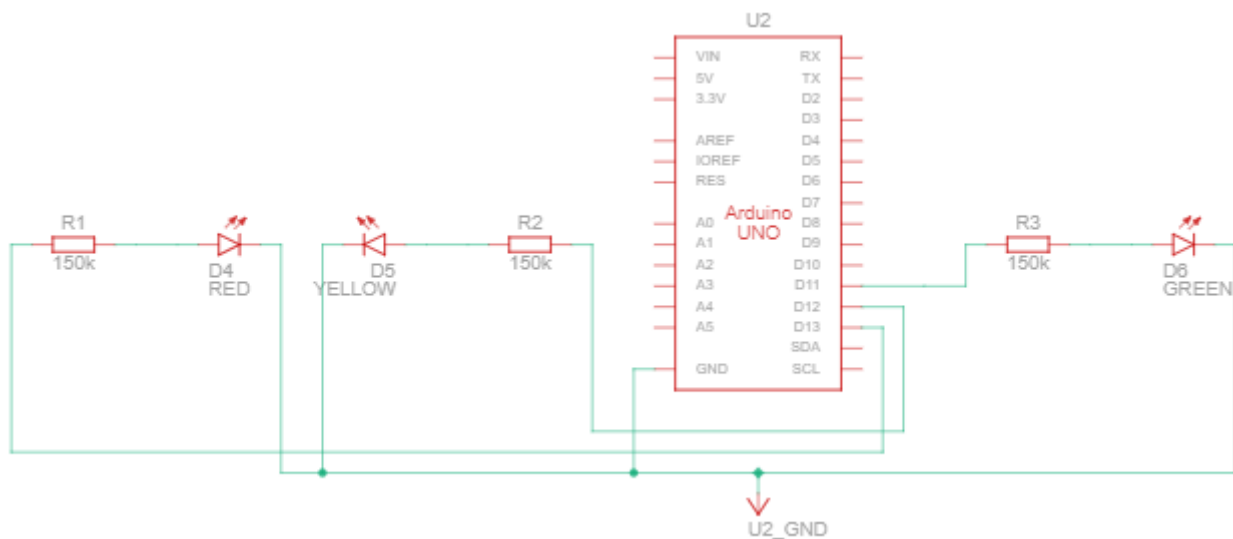 U2
VIN
RX
5V
TX
3.3V
D2
D3
AREF
D4
IOREF
D5
RES
D6
D7
Arduino
UNO
A0
D8
A1
D9
A2
D10
A3
D11
A4
D12
A5
D13
SDA
GND
SCL
R1
150k
D4
RED
D5
YELLOW
R2
150k
R3
150k
D6
GREEN
U2_GND